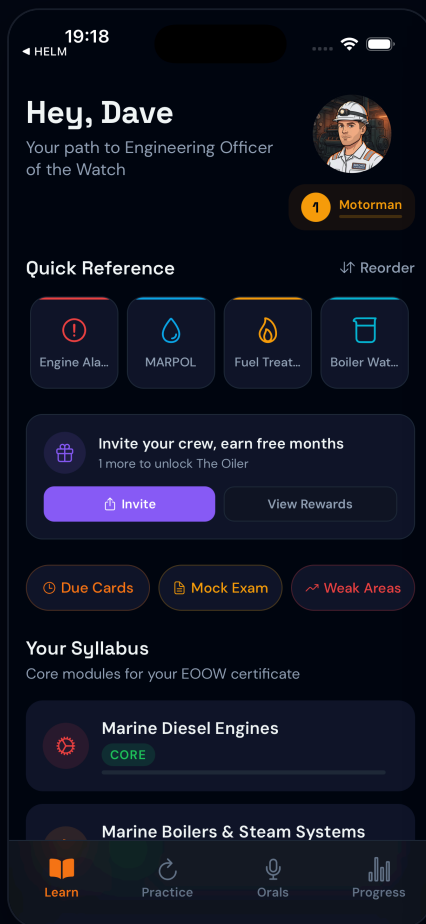 19:18
◀ HELM
Hey, Dave
Your path to Engineering Officer
of the Watch
1 Motorman
Quick Reference
Reorder
Engine Ala...
MARPOL
Fuel Treat...
Boiler Wat...
Invite your crew, earn free months
1 more to unlock The Oiler
Invite
View Rewards
Due Cards
Mock Exam
Weak Areas
Your Syllabus
Core modules for your EOOW certificate
Marine Diesel Engines
CORE
Marine Boilers & Steam Systems
Learn
Practice
Orals
Progress